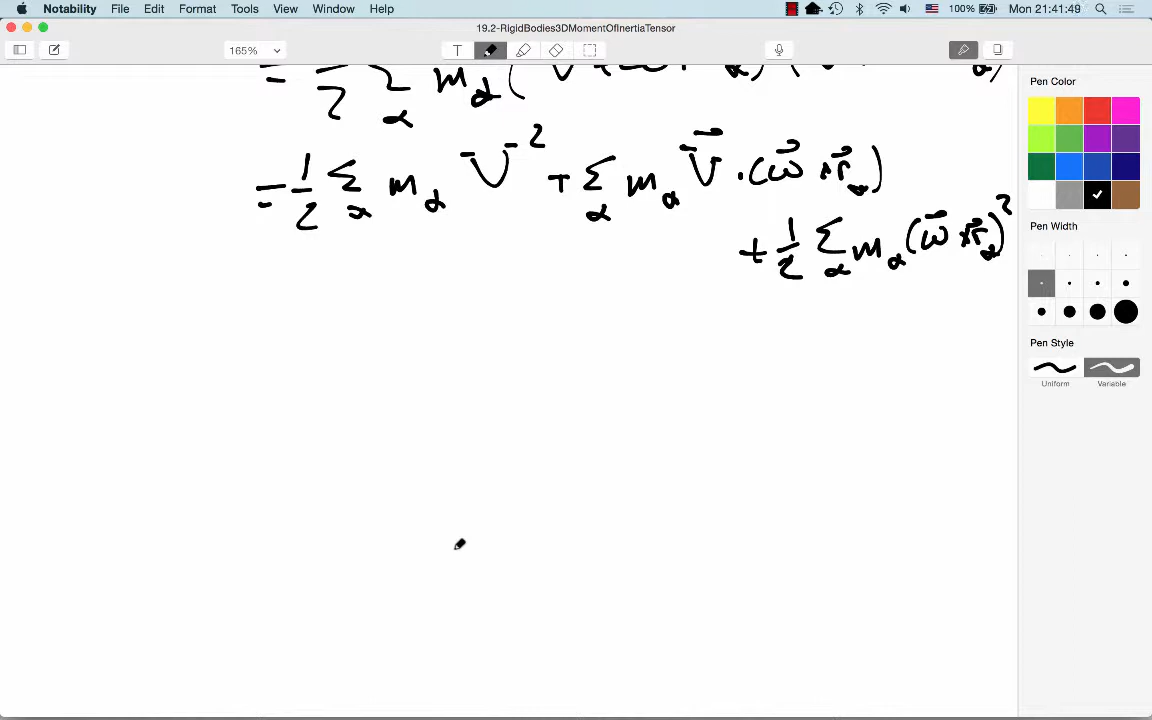 Notability File Edit Format Tools View Window Help 100% Mon 21:41:49
19.2-RigidBodies3DMomentOfInertiaTensor
165% T
Pen Color
= 1/2 Σ_α m_α V² + Σ_α m_α V⃗ · (ω⃗ × r⃗_α)
+ 1/2 Σ_α m_α (ω⃗ × r⃗_α)²
Pen Width
Pen Style
Uniform Variable